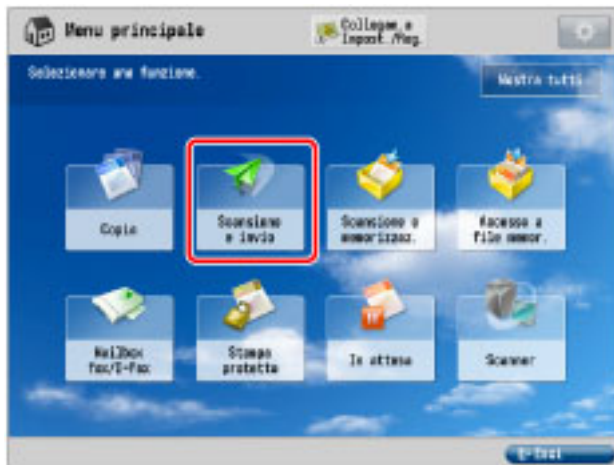 Menu principale
Collegam. a
Impost./Reg.
Selezionare una funzione.
Mostra tutti
Copia
Scansione
e invio
Scansione e
memorizzaz.
Accesso a
file memor.
Mailbox
fax/I-Fax
Stampa
protetta
In attesa
Scanner